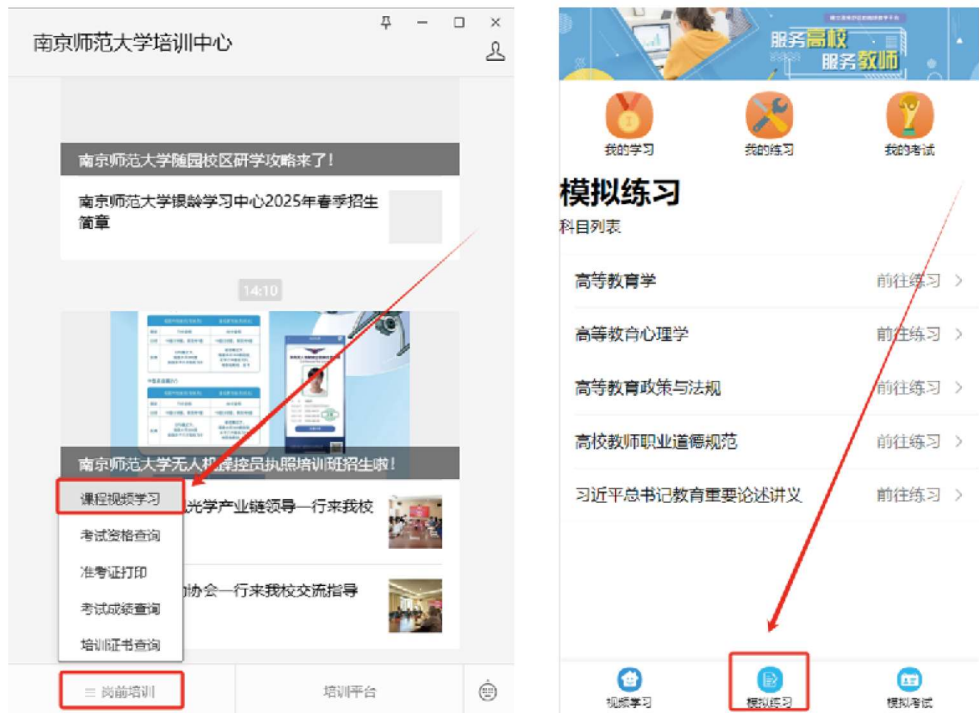 南京师范大学培训中心
南京师范大学随园校区研学攻略来了!
南京师范大学银龄学习中心2025年春季招生
简章
14:10
南京师范大学无人机操控员执照培训班招生啦!
光学产业链领导一行来我校
协会一行来我校交流指导
课程视频学习
考试资格查询
准考证打印
考试成绩查询
培训证书查询
岗前培训
培训平台
服务高校
服务教师
我的学习
我的练习
我的考试
模拟练习
科目列表
高等教育学
前往练习
高等教育心理学
前往练习
高等教育政策与法规
前往练习
高校教师职业道德规范
前往练习
习近平总书记教育重要论述讲义
前往练习
视频学习
模拟练习
模拟考试